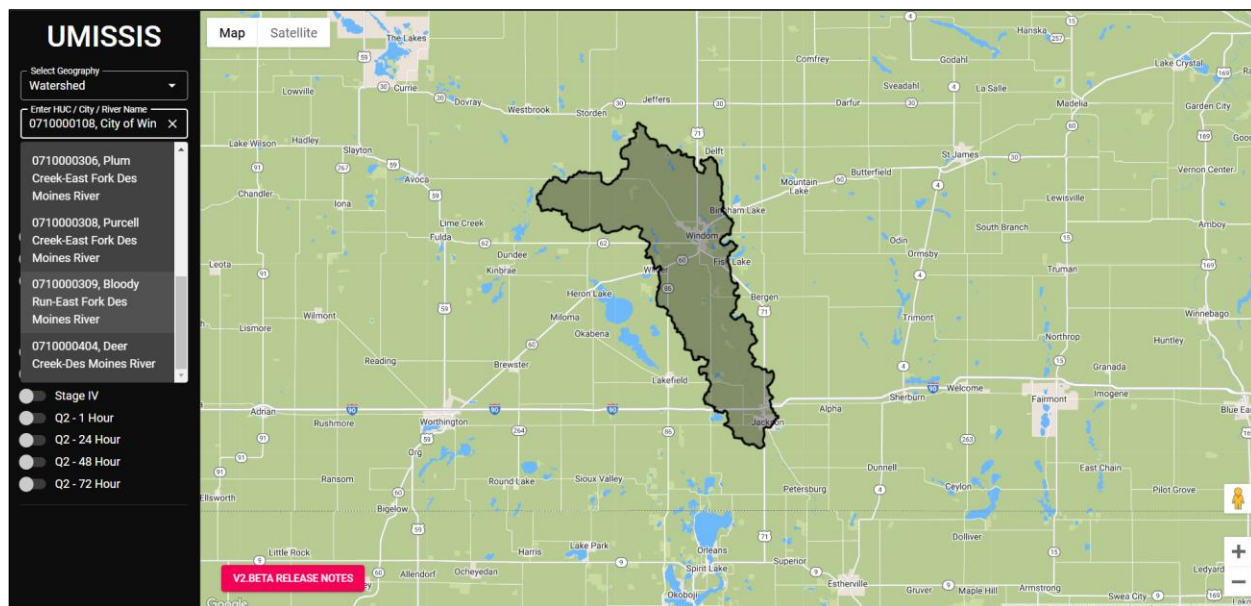 UMISSIS
Select Geography
Watershed
Enter HUC / City / River Name
0710000108, City of Win
0710000306, Plum
Creek-East Fork Des
Moines River
0710000308, Purcell
Creek-East Fork Des
Moines River
0710000309, Bloody
Run-East Fork Des
Moines River
0710000404, Deer
Creek-Des Moines River
Stage IV
Q2 - 1 Hour
Q2 - 24 Hour
Q2 - 48 Hour
Q2 - 72 Hour
Map Satellite
The Lakes
Hanska
Lake Crystal
Comfrey
Godahl
Lowville
Currie
Dovray
Westbrook
Jeffers
Darfur
Sveadahl
La Salle
Madelia
Garden City
Storden
Lake Wilson
Hadley
Slayton
Delft
St James
Avoca
Butterfield
Vernon Center
Chandler
Iona
Mountain
Lake
Lewisville
Bingham Lake
Lime Creek
Fulda
Windom
Odin
South Branch
Amboy
Dundee
Kinbrae
Ormsby
Leota
Fish Lake
Truman
Heron Lake
Bergen
Wilmont
Miloma
Trimont
Winnebago
Lismore
Okabena
Northrop
Huntley
Reading
Brewster
Granada
Lakefield
Welcome
Imogene
Adrian
Rushmore
Worthington
Alpha
Sherburn
Fairmont
Blue Ear
Jackson
Org
Dunnell
East Chain
Ransom
Round Lake
Sioux Valley
Petersburg
Ceylon
Pilot Grove
Ellsworth
Bigelow
Dolliver
Little Rock
Harris
Lake Park
Orleans
Superior
Allendorf
Ocheyedan
Spirit Lake
Estherville
Ledyard
Okoboji
Gruver
Maple Hill
Armstrong
Swea City
V2.BETA RELEASE NOTES
Google